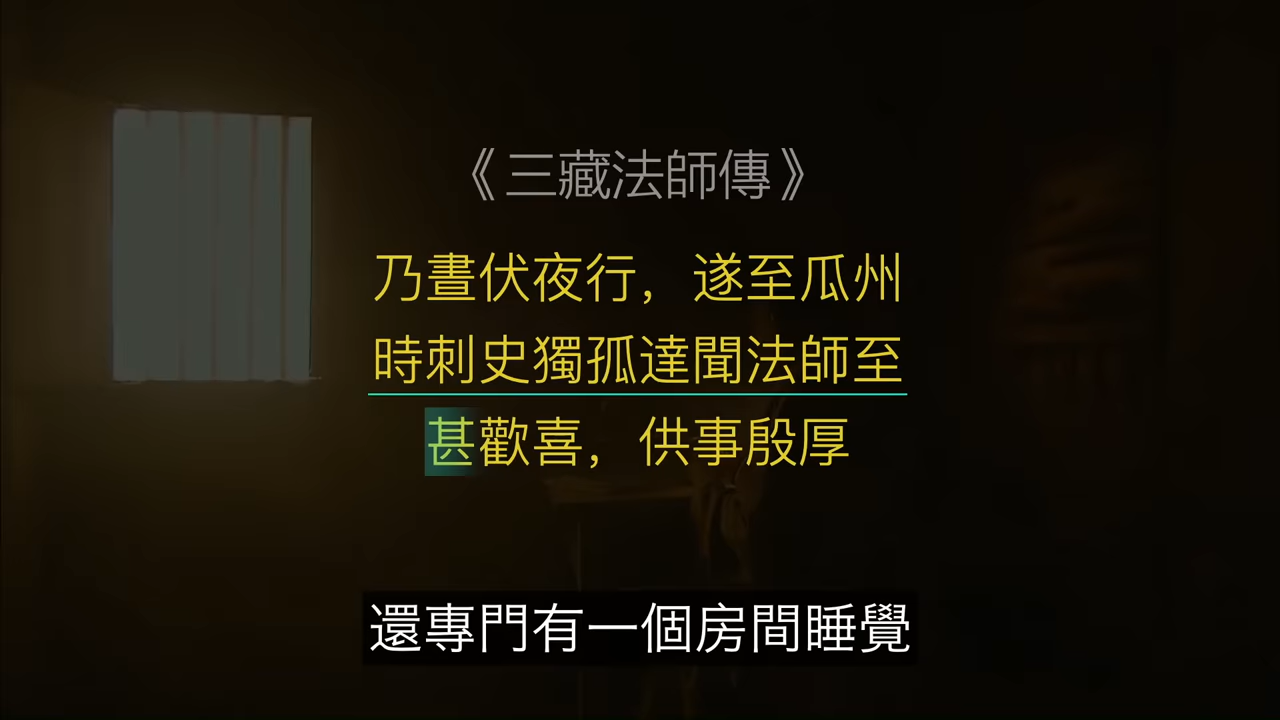 《三藏法師傳》
乃晝伏夜行，遂至瓜州
時刺史獨孤達聞法師至
甚歡喜，供事殷厚
還專門有一個房間睡覺